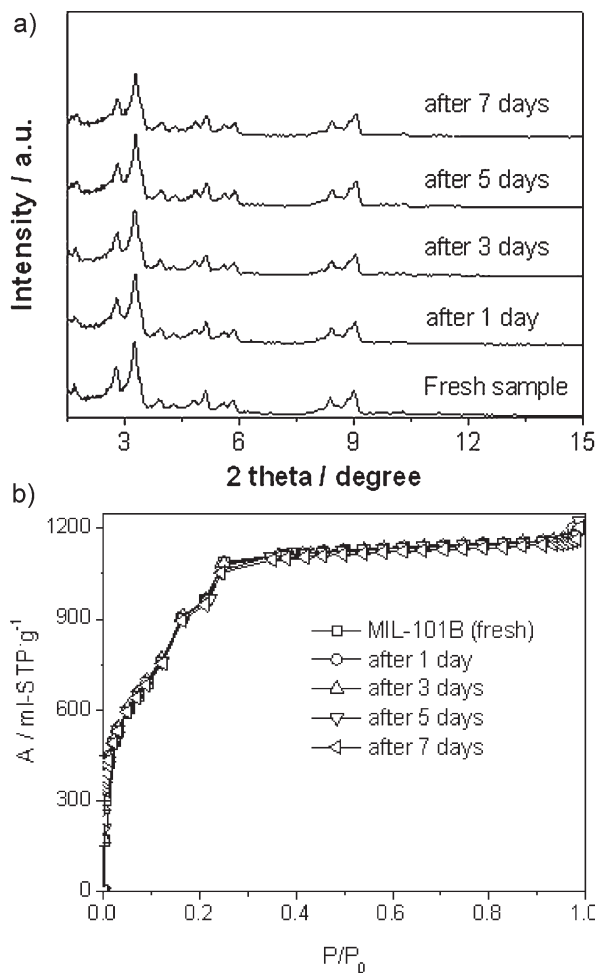 a)
Intensity / a.u.
after 7 days
after 5 days
after 3 days
after 1 day
Fresh sample
3 6 9 12 15
2 theta / degree
b)
A / ml-STP·g⁻¹
1200
900
600
300
0
MIL-101B (fresh)
after 1 day
after 3 days
after 5 days
after 7 days
0.0 0.2 0.4 0.6 0.8 1.0
P/P₀